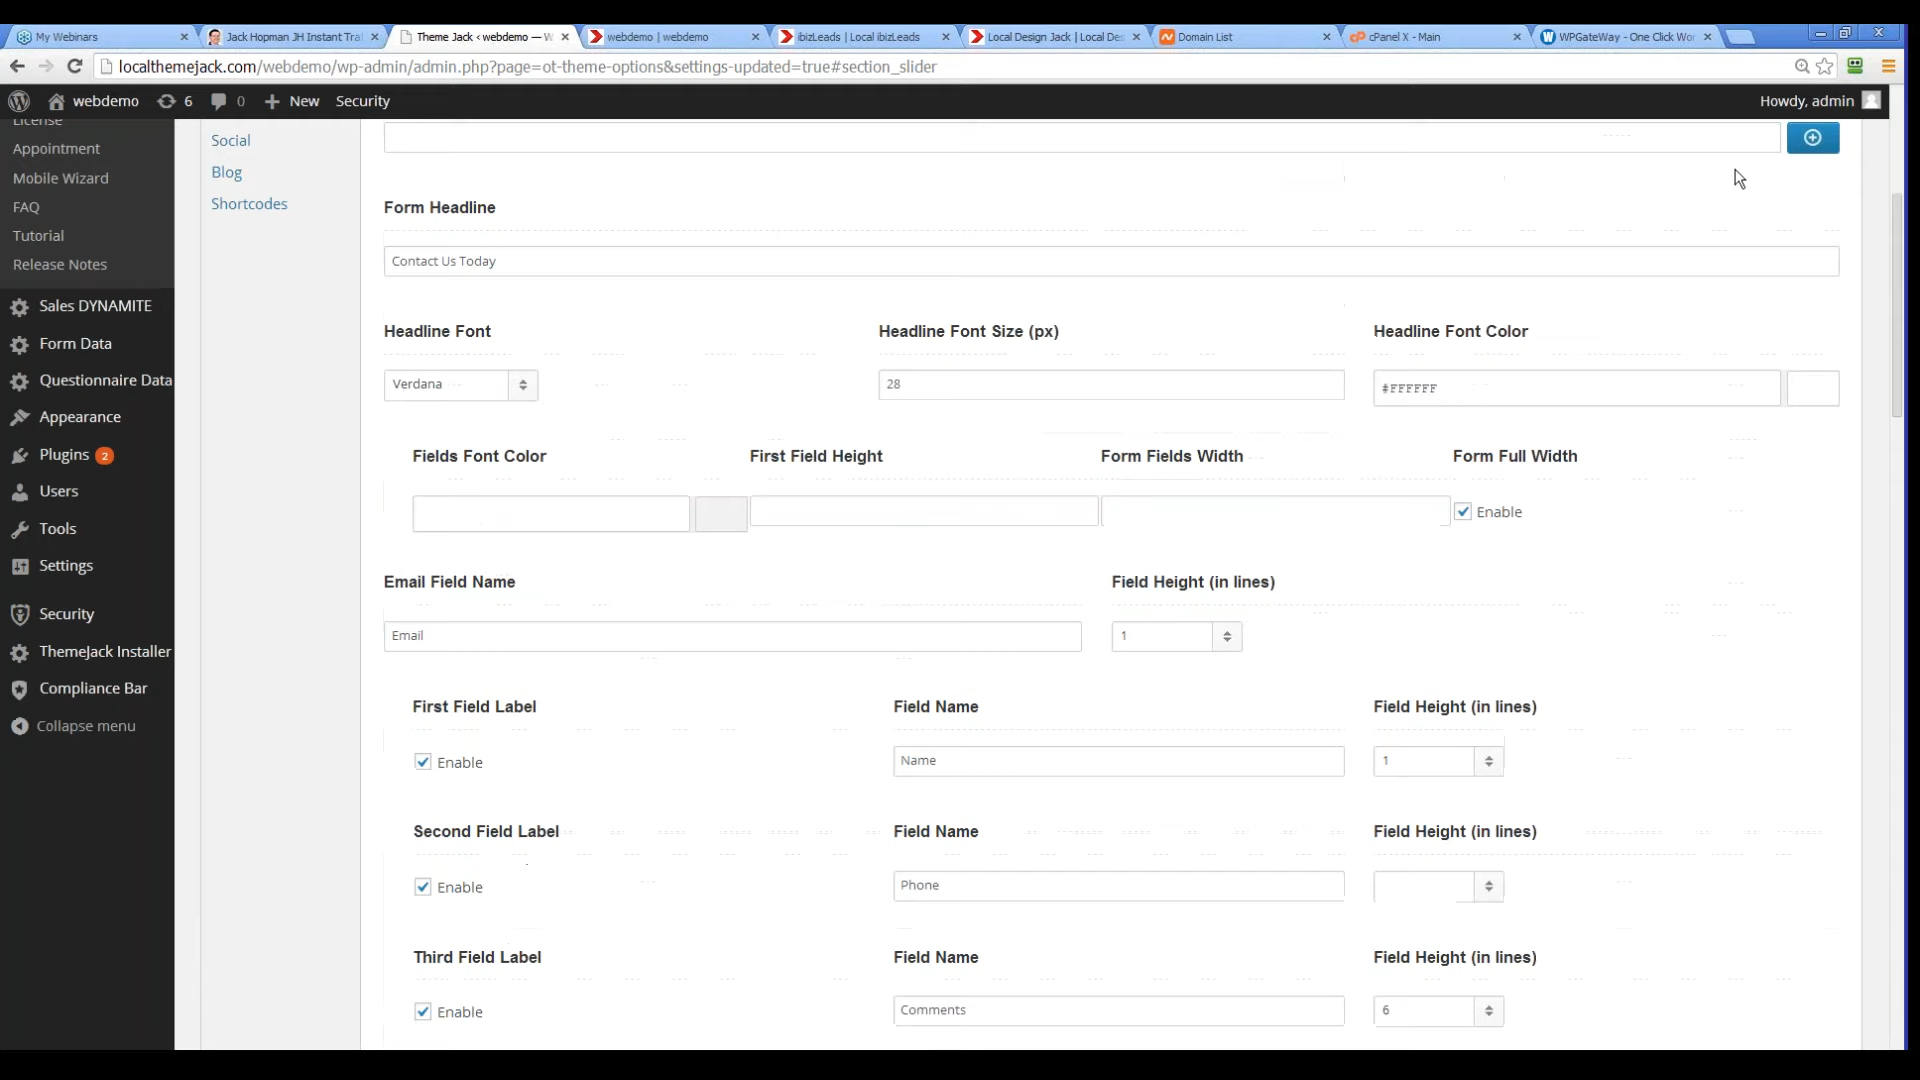 My Webinars
Jack Hopman JH Instant Tra
Theme Jack < webdemo — W
webdemo | webdemo
ibizLeads | Local ibizLeads
Local Design Jack | Local De
Domain List
cPanel X - Main
WPGateWay - One Click Wo
localthemejack.com/webdemo/wp-admin/admin.php?page=ot-theme-options&settings-updated=true#section_slider
webdemo 6 0 New Security Howdy, admin
License
Appointment
Mobile Wizard
FAQ
Tutorial
Release Notes
Sales DYNAMITE
Form Data
Questionnaire Data
Appearance
Plugins 2
Users
Tools
Settings
Security
ThemeJack Installer
Compliance Bar
Collapse menu
Social
Blog
Shortcodes
Form Headline
Contact Us Today
Headline Font Headline Font Size (px) Headline Font Color
Verdana 28 #FFFFFF
Fields Font Color First Field Height Form Fields Width Form Full Width
Enable
Email Field Name Field Height (in lines)
Email 1
First Field Label Field Name Field Height (in lines)
Enable Name 1
Second Field Label Field Name Field Height (in lines)
Enable Phone
Third Field Label Field Name Field Height (in lines)
Enable Comments 6